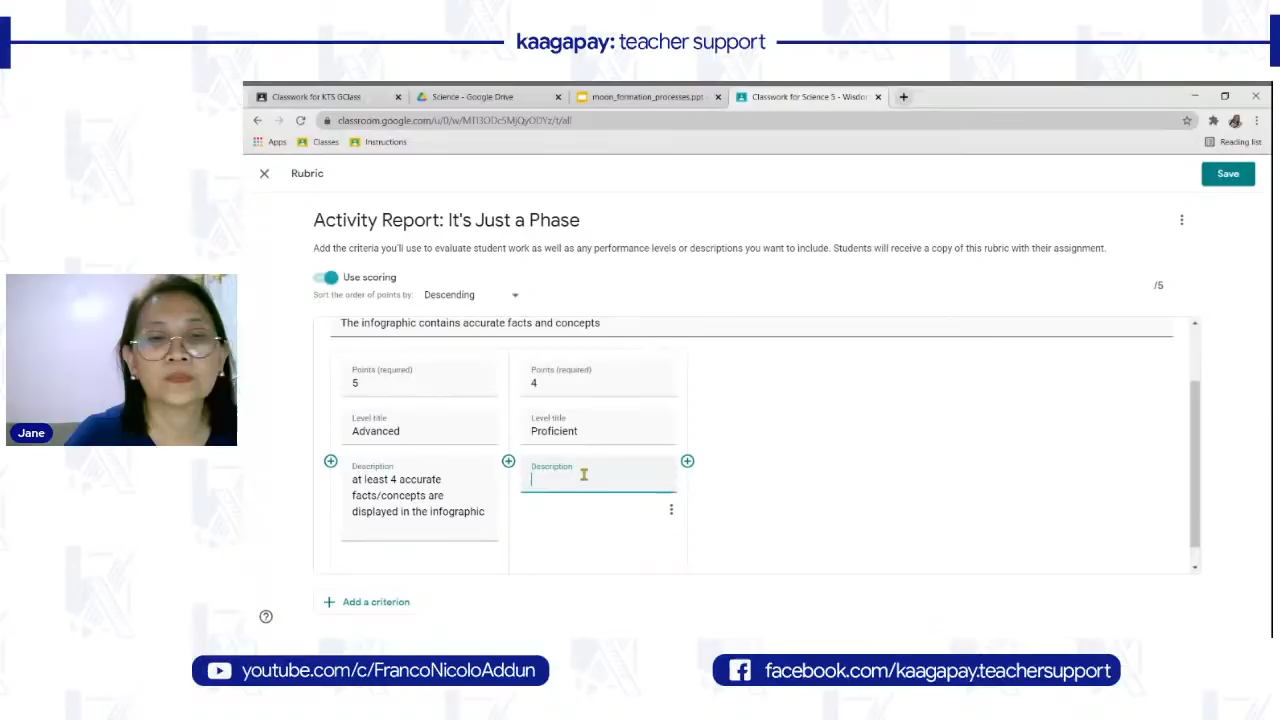 kaagapay: teacher support
Classwork for KTS GClass
Science - Google Drive
moon_formation_processes.ppt -
Classwork for Science 5 - Wisdor
classroom.google.com/u/0/w/MTI3ODc5MjQyODYz/t/all
Apps
Classes
Instructions
Reading list
Rubric
Save
Activity Report: It's Just a Phase
Add the criteria you'll use to evaluate student work as well as any performance levels or descriptions you want to include. Students will receive a copy of this rubric with their assignment.
Use scoring
Sort the order of points by:
Descending
/5
The infographic contains accurate facts and concepts
Points (required)
5
Points (required)
4
Level title
Advanced
Level title
Proficient
Description
at least 4 accurate
facts/concepts are
displayed in the infographic
Description
Add a criterion
Jane
youtube.com/c/FrancoNicoloAddun
facebook.com/kaagapay.teachersupport